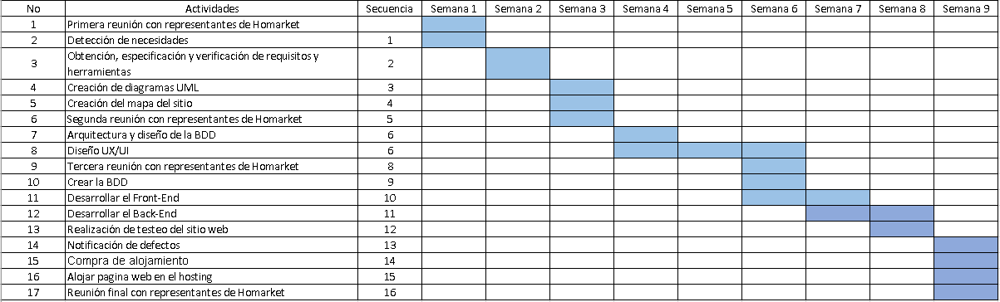 No Actividades Secuencia Semana 1 Semana 2 Semana 3 Semana 4 Semana 5 Semana 6 Semana 7 Semana 8 Semana 9
1 Primera reunión con representantes de Homarket
2 Detección de necesidades 1
3 Obtención, especificación y verificación de requisitos y
herramientas 2
4 Creación de diagramas UML 3
5 Creación del mapa del sitio 4
6 Segunda reunión con representantes de Homarket 5
7 Arquitectura y diseño de la BDD 6
8 Diseño UX/UI 6
9 Tercera reunión con representantes de Homarket 8
10 Crear la BDD 9
11 Desarrollar el Front-End 10
12 Desarrollar el Back-End 11
13 Realización de testeo del sitio web 12
14 Notificación de defectos 13
15 Compra de alojamiento 14
16 Alojar pagina web en el hosting 15
17 Reunión final con representantes de Homarket 16